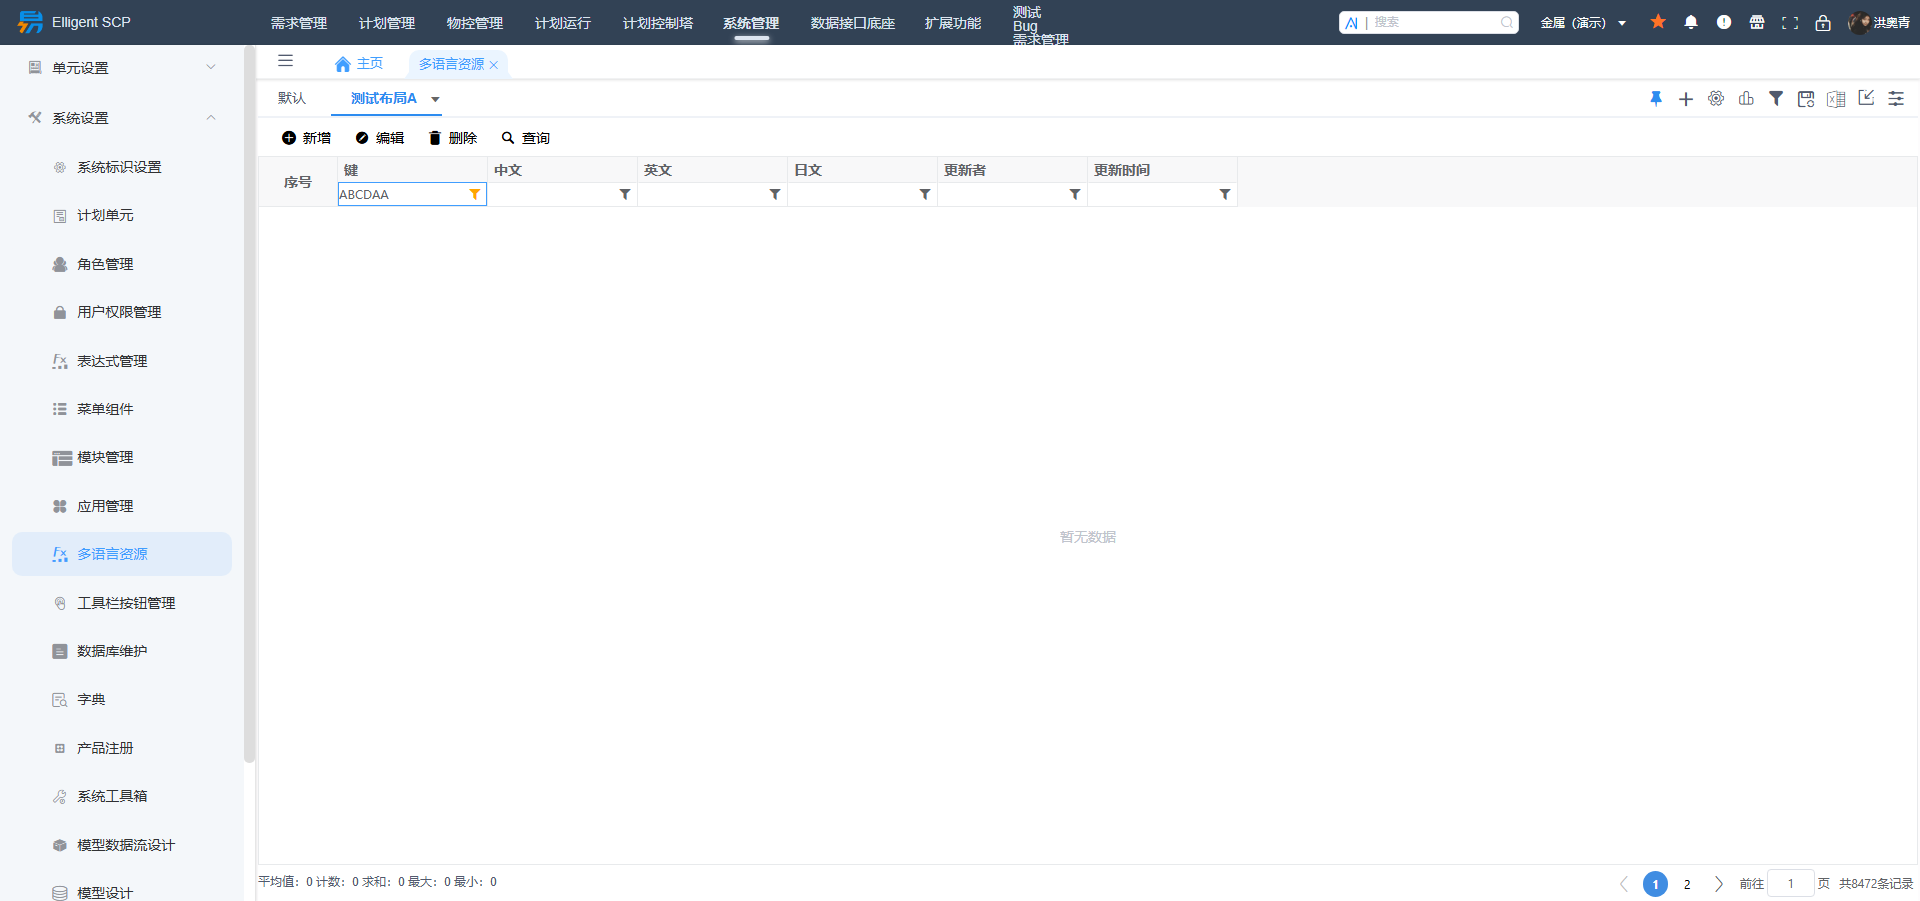 Elligent SCP
需求管理 计划管理 物控管理 计划运行 计划控制塔 系统管理 数据接口底座 扩展功能 测试
Bug
需求管理
AI | 搜索
金属（演示）
洪奥青
单元设置
系统设置
系统标识设置
计划单元
角色管理
用户权限管理
表达式管理
菜单组件
模块管理
应用管理
多语言资源
工具栏按钮管理
数据库维护
字典
产品注册
系统工具箱
模型数据流设计
模型设计
主页 多语言资源
默认 测试布局A
新增 编辑 删除 查询
序号 键 中文 英文 日文 更新者 更新时间
ABCDAA
暂无数据
平均值：0 计数：0 求和：0 最大：0 最小：0
1 2 前往 1 页 共8472条记录